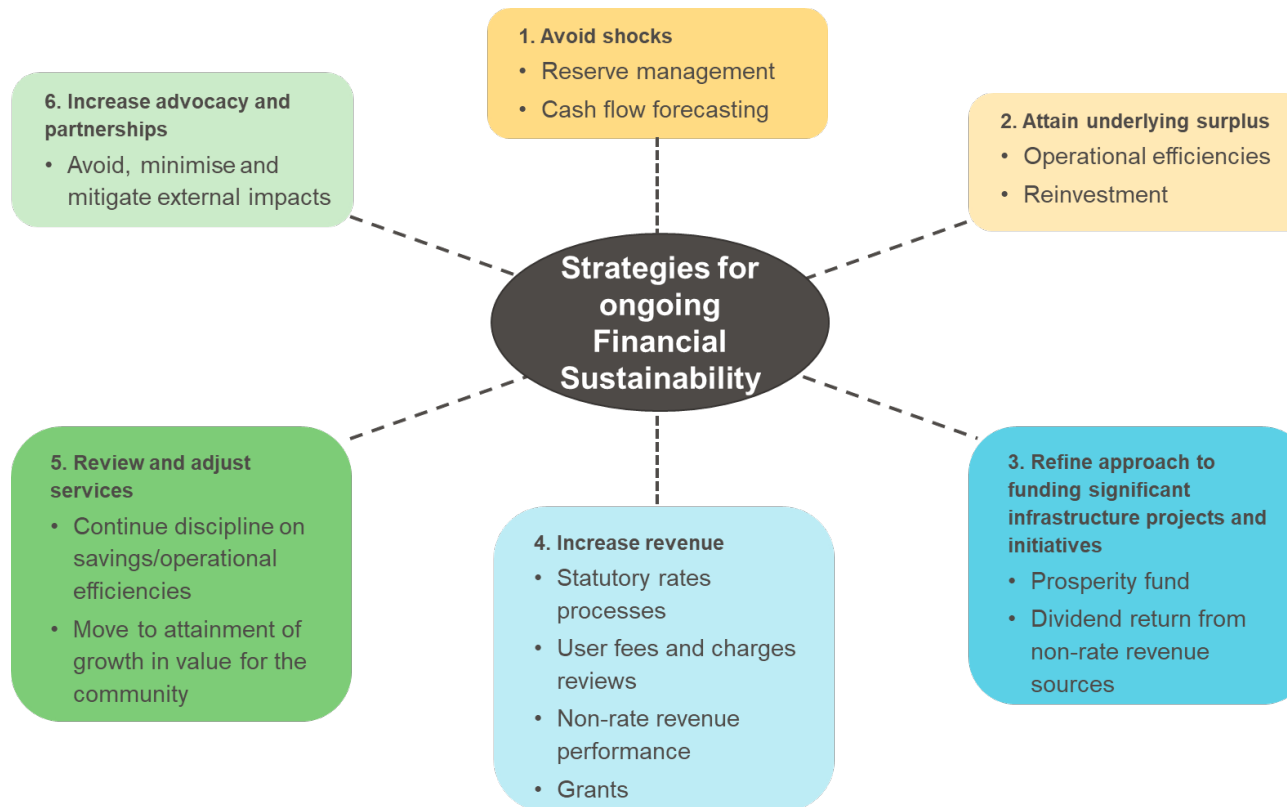 1. Avoid shocks
• Reserve management
• Cash flow forecasting
2. Attain underlying surplus
• Operational efficiencies
• Reinvestment
3. Refine approach to
funding significant
infrastructure projects and
initiatives
• Prosperity fund
• Dividend return from
non-rate revenue
sources
4. Increase revenue
• Statutory rates
processes
• User fees and charges
reviews
• Non-rate revenue
performance
• Grants
5. Review and adjust
services
• Continue discipline on
savings/operational
efficiencies
• Move to attainment of
growth in value for the
community
6. Increase advocacy and
partnerships
• Avoid, minimise and
mitigate external impacts
Strategies for
ongoing
Financial
Sustainability